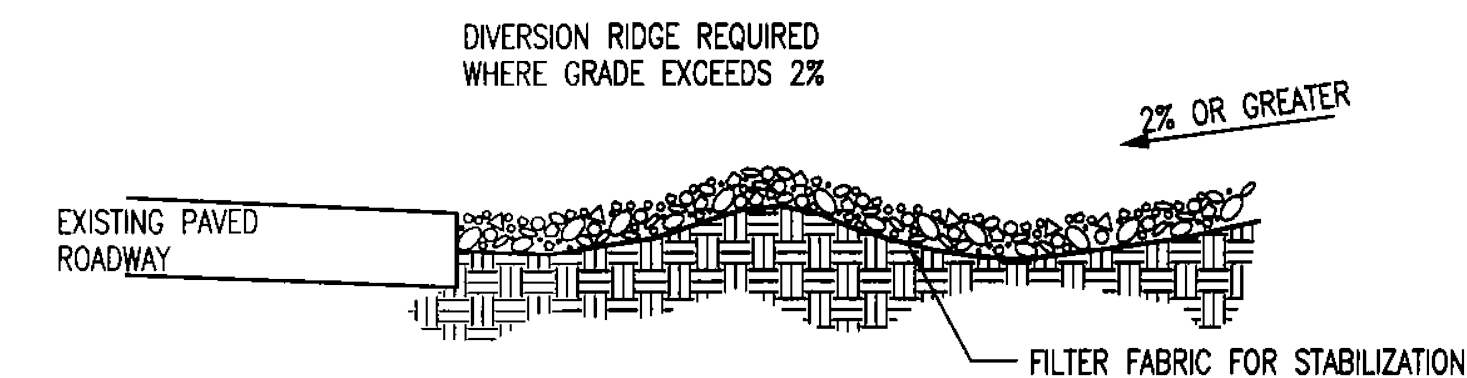 DIVERSION RIDGE REQUIRED
WHERE GRADE EXCEEDS 2%
2% OR GREATER
EXISTING PAVED
ROADWAY
FILTER FABRIC FOR STABILIZATION